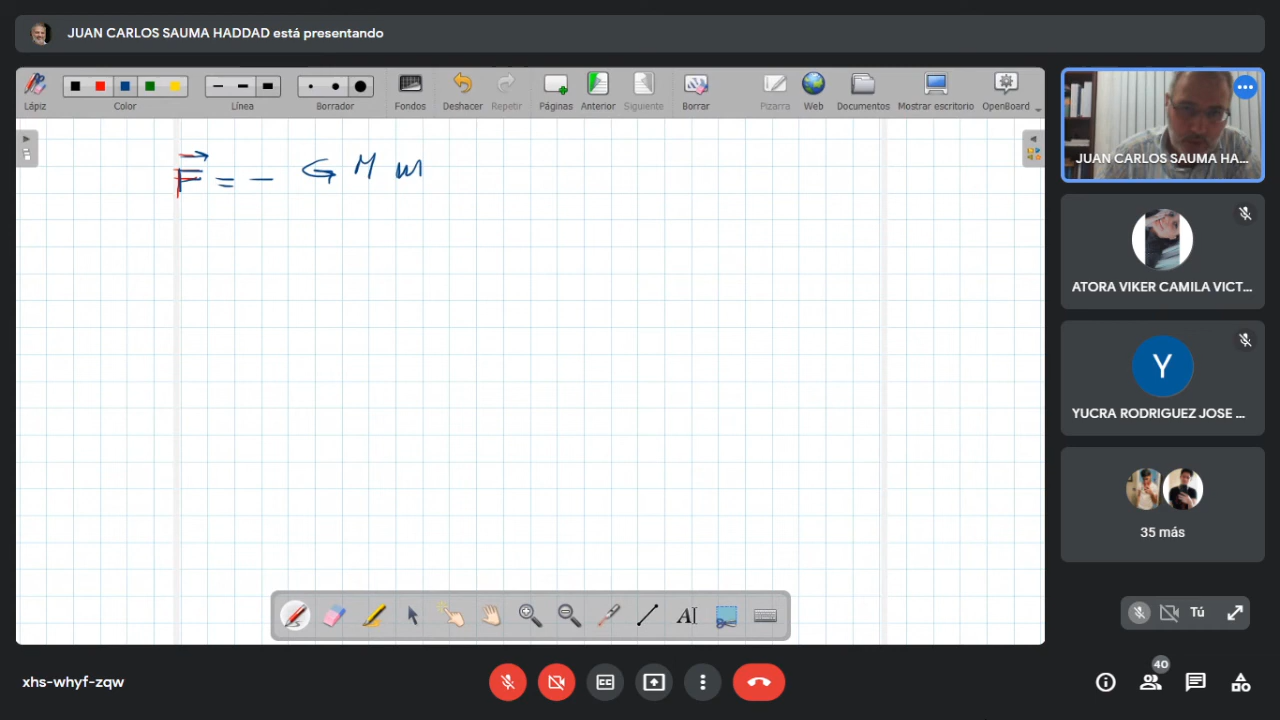 JUAN CARLOS SAUMA HADDAD está presentando
Lápiz Color Línea Borrador Fondos Deshacer Repetir Páginas Anterior Siguiente Borrar Pizarra Web Documentos Mostrar escritorio OpenBoard
F = - G M m
JUAN CARLOS SAUMA HA...
ATORA VIKER CAMILA VICT...
Y
YUCRA RODRIGUEZ JOSE ...
35 más
Tú
AI
xhs-whyf-zqw
CC
40